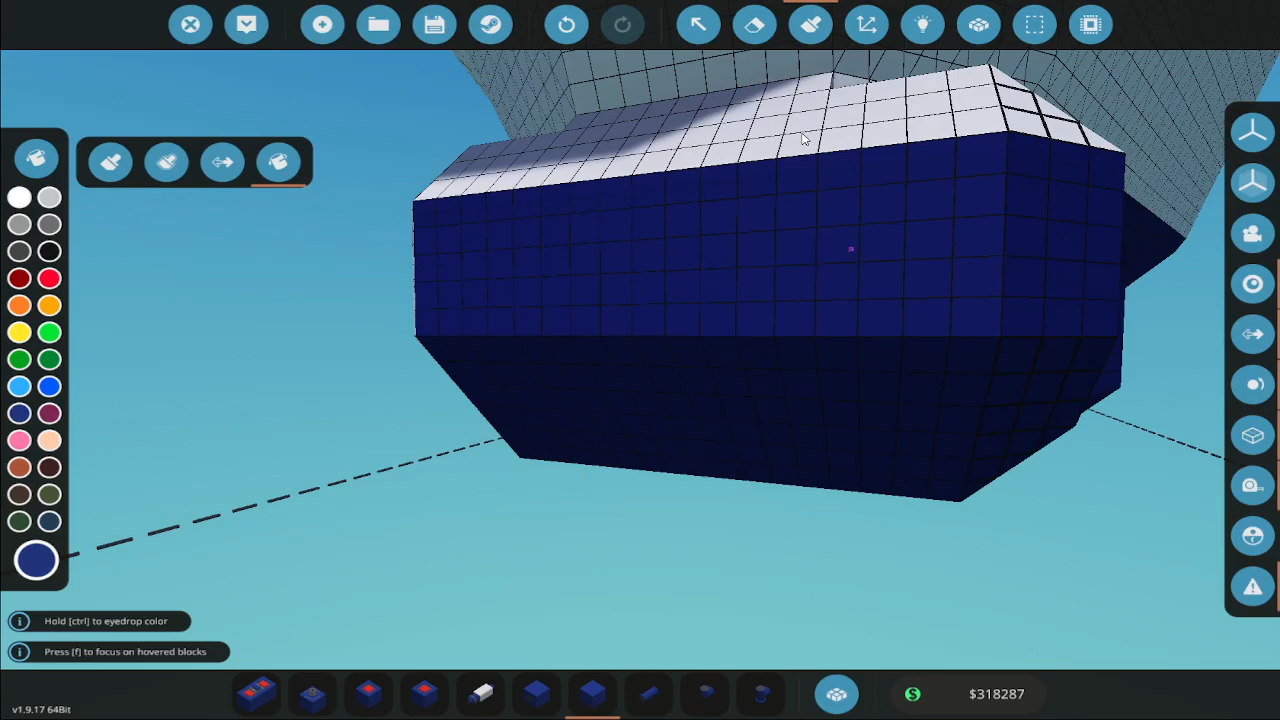 Hold [ctrl] to eyedrop color
Press [f] to focus on hovered blocks
v1.9.17 64Bit
$
$318287